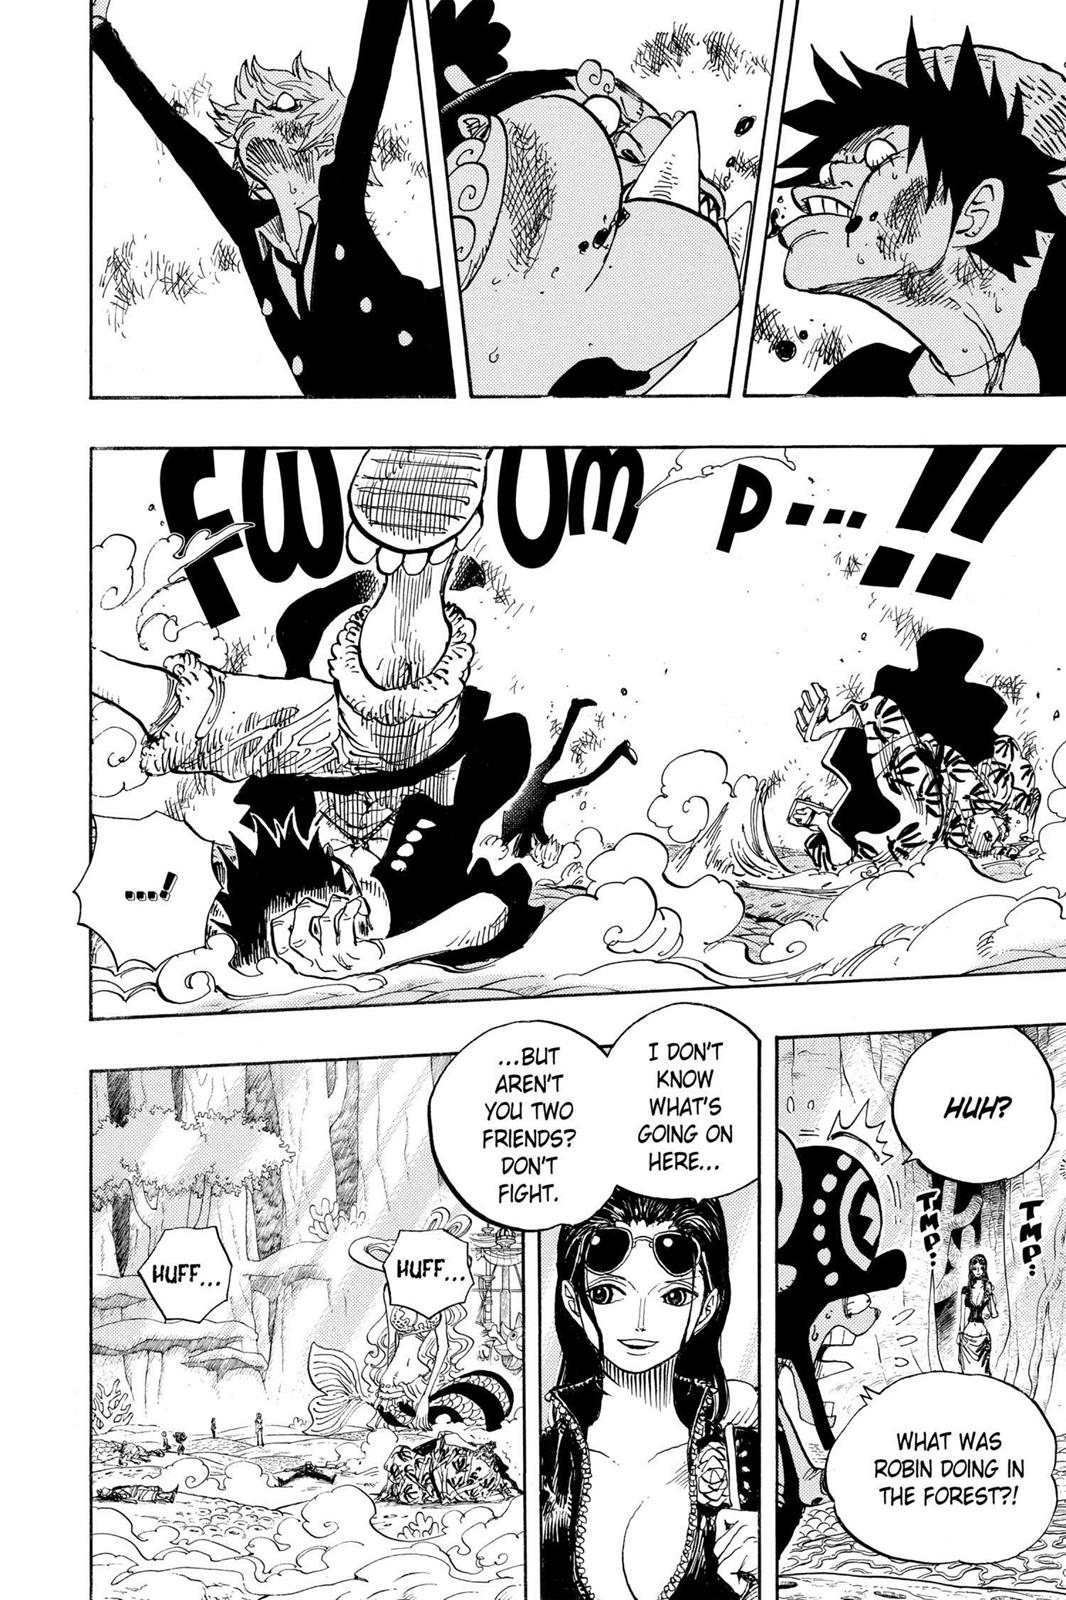 FWUMP...!!
...!
HUH?
TMP:
TMP:
WHAT WAS
ROBIN DOING IN
THE FOREST?!
I DON'T
KNOW
WHAT'S
GOING ON
HERE...
...BUT
AREN'T
YOU TWO
FRIENDS?
DON'T
FIGHT.
HUFF...
HUFF...